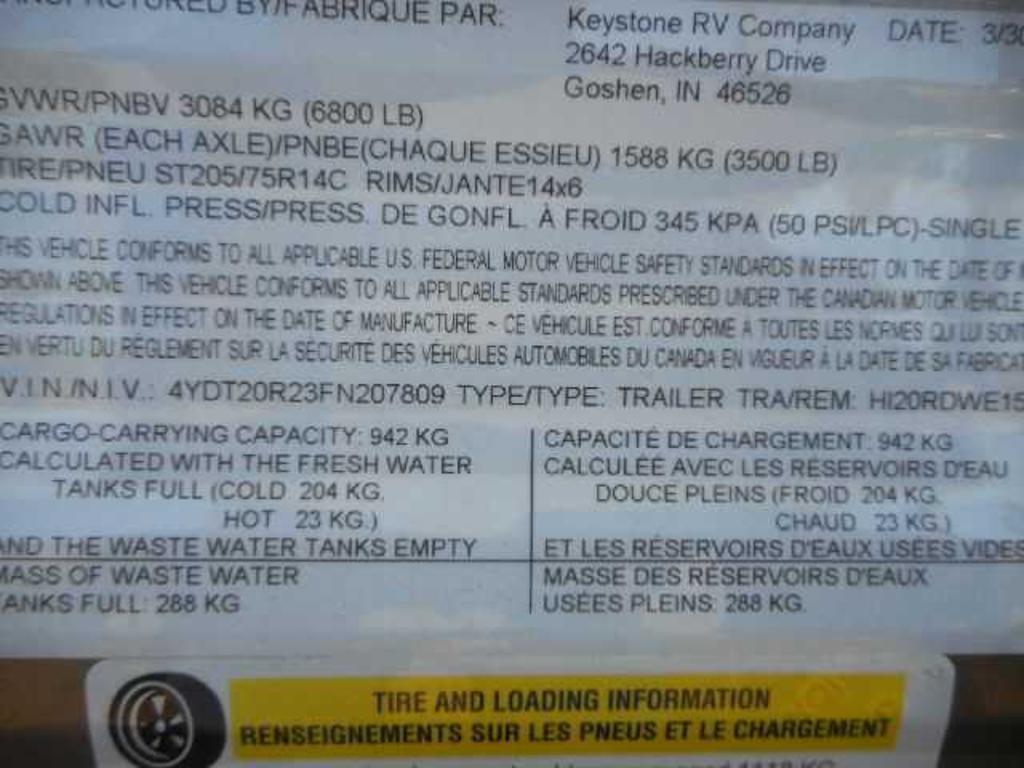 MANUFACTURED BY/FABRIQUE PAR: Keystone RV Company DATE: 3/30
2642 Hackberry Drive
Goshen, IN 46526
GVWR/PNBV 3084 KG (6800 LB)
GAWR (EACH AXLE)/PNBE(CHAQUE ESSIEU) 1588 KG (3500 LB)
TIRE/PNEU ST205/75R14C RIMS/JANTE14x6
COLD INFL. PRESS/PRESS. DE GONFL. À FROID 345 KPA (50 PSI/LPC)-SINGLE
THIS VEHICLE CONFORMS TO ALL APPLICABLE U.S. FEDERAL MOTOR VEHICLE SAFETY STANDARDS IN EFFECT ON THE DATE OF
SHOWN ABOVE. THIS VEHICLE CONFORMS TO ALL APPLICABLE STANDARDS PRESCRIBED UNDER THE CANADIAN MOTOR VEHICLE
REGULATIONS IN EFFECT ON THE DATE OF MANUFACTURE ~ CE VÉHICULE EST CONFORME A TOUTES LES NORMES QUI LUI SONT
EN VERTU DU RÉGLEMENT SUR LA SÉCURITÉ DES VÉHICULES AUTOMOBILES DU CANADA EN VIGUEUR À LA DATE DE SA FABRICAT
V.I.N./N.I.V.: 4YDT20R23FN207809 TYPE/TYPE: TRAILER TRA/REM: HI20RDWE15
CARGO-CARRYING CAPACITY: 942 KG
CALCULATED WITH THE FRESH WATER
TANKS FULL (COLD 204 KG.
HOT 23 KG.)
AND THE WASTE WATER TANKS EMPTY
MASS OF WASTE WATER
TANKS FULL: 288 KG
CAPACITÉ DE CHARGEMENT: 942 KG
CALCULÉE AVEC LES RÉSERVOIRS D'EAU
DOUCE PLEINS (FROID 204 KG.
CHAUD 23 KG.)
ET LES RÉSERVOIRS D'EAUX USÉES VIDES
MASSE DES RÉSERVOIRS D'EAUX
USÉES PLEINS: 288 KG.
TIRE AND LOADING INFORMATION
RENSEIGNEMENTS SUR LES PNEUS ET LE CHARGEMENT